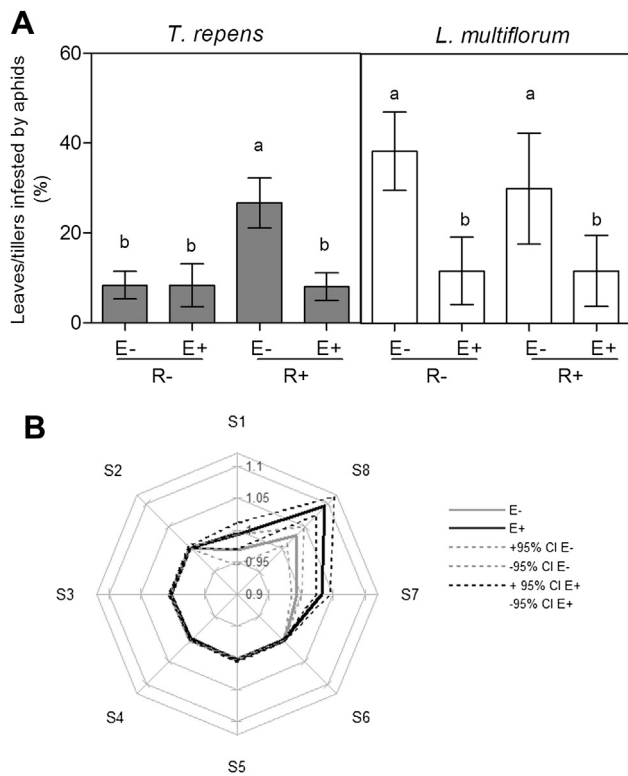 A
T. repens
L. multiflorum
Leaves/tillers infested by aphids
(%)
60
40
20
0
b
b
a
b
a
b
a
b
E-
E+
E-
E+
E-
E+
E-
E+
R-
R+
R-
R+
B
S1
S2
S8
1.1
1.05
0.95
0.9
S3
S7
S4
S6
S5
E-
E+
+95% CI E-
-95% CI E-
+ 95% CI E+
-95% CI E+